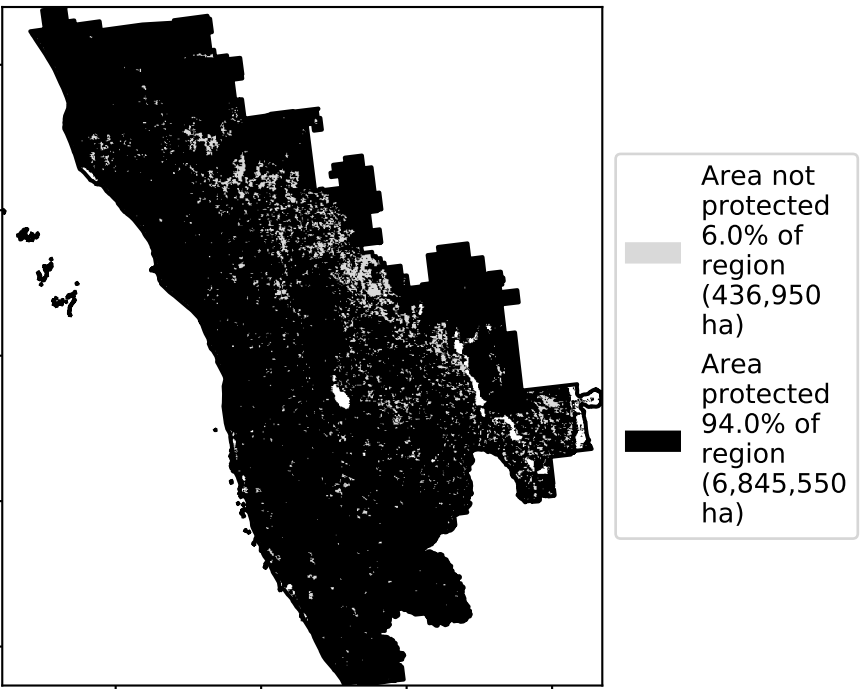 Area not
protected
6.0% of
region
(436,950
ha)
Area
protected
94.0% of
region
(6,845,550
ha)